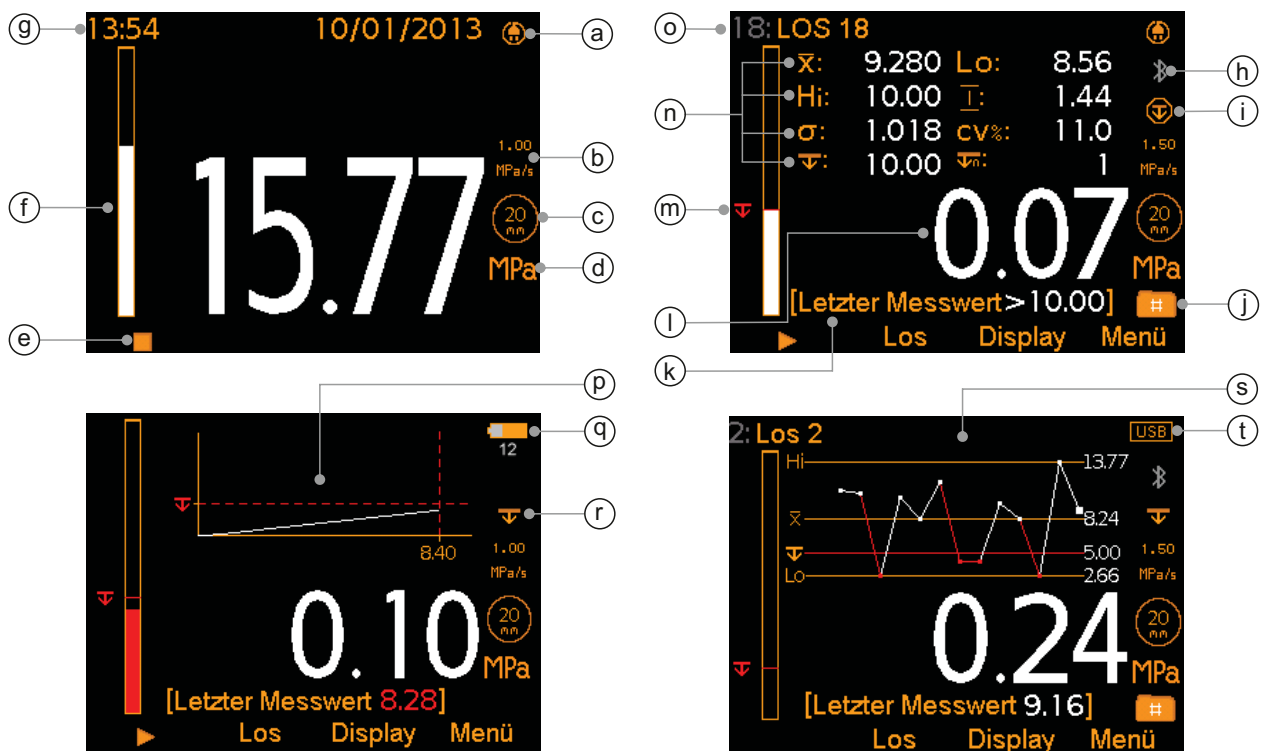 g 13:54 10/01/2013 a
1.00 b
MPa/s
15.77
20 c
mm
MPa d
f
e
o 18: LOS 18
x̅: 9.280 Lo: 8.56 h
n Hi: 10.00 I: 1.44 i
σ: 1.018 CV%: 11.0 1.50
↧: 10.00 ↧n: 1 MPa/s
m 20
mm
0.07
MPa
l [Letzter Messwert>10.00] # j
k
Los Display Menü
p
q
12
r
8.40 1.00
MPa/s
20
mm
0.10
MPa
[Letzter Messwert 8.28]
Los Display Menü
s
2: Los 2 USB t
Hi 13.77
x̅ 8.24
5.00 1.50
Lo 2.66 MPa/s
20
mm
0.24
MPa
[Letzter Messwert 9.16] #
Los Display Menü